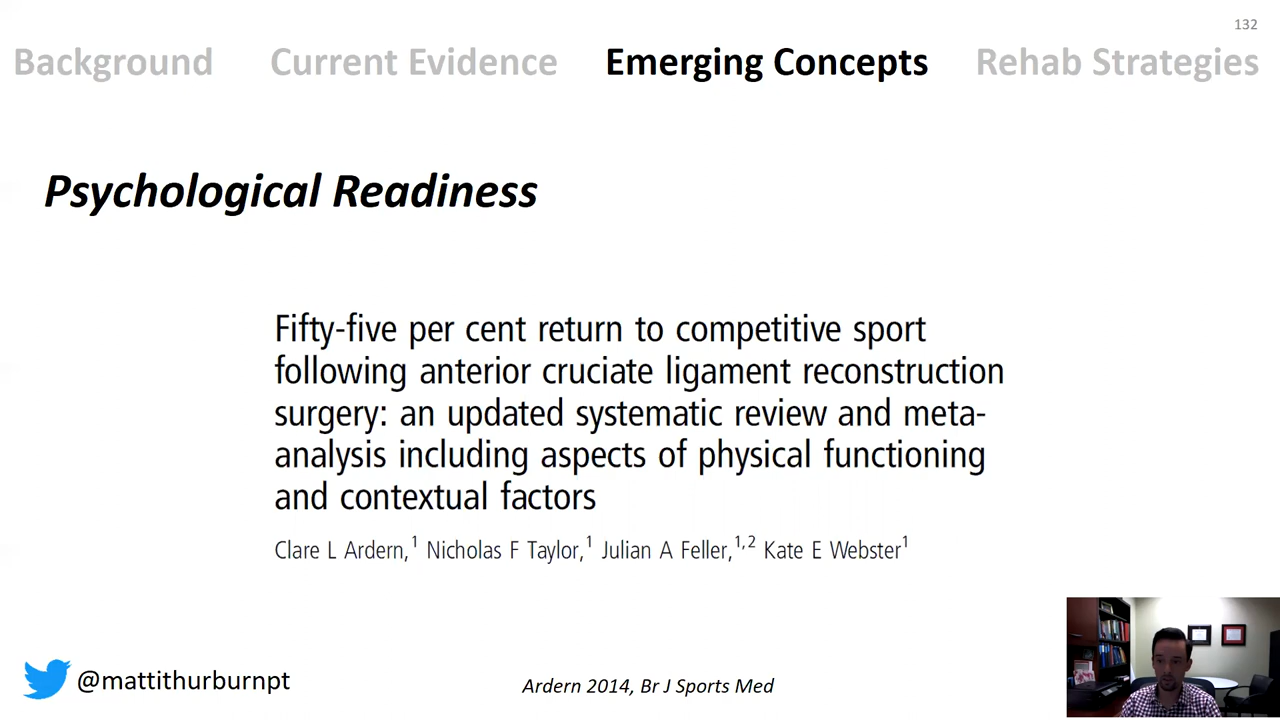 132
Background Current Evidence Emerging Concepts Rehab Strategies
Psychological Readiness
Fifty-five per cent return to competitive sport
following anterior cruciate ligament reconstruction
surgery: an updated systematic review and meta-
analysis including aspects of physical functioning
and contextual factors
Clare L Ardern,1 Nicholas F Taylor,1 Julian A Feller,1,2 Kate E Webster1
@mattithurburnpt
Ardern 2014, Br J Sports Med